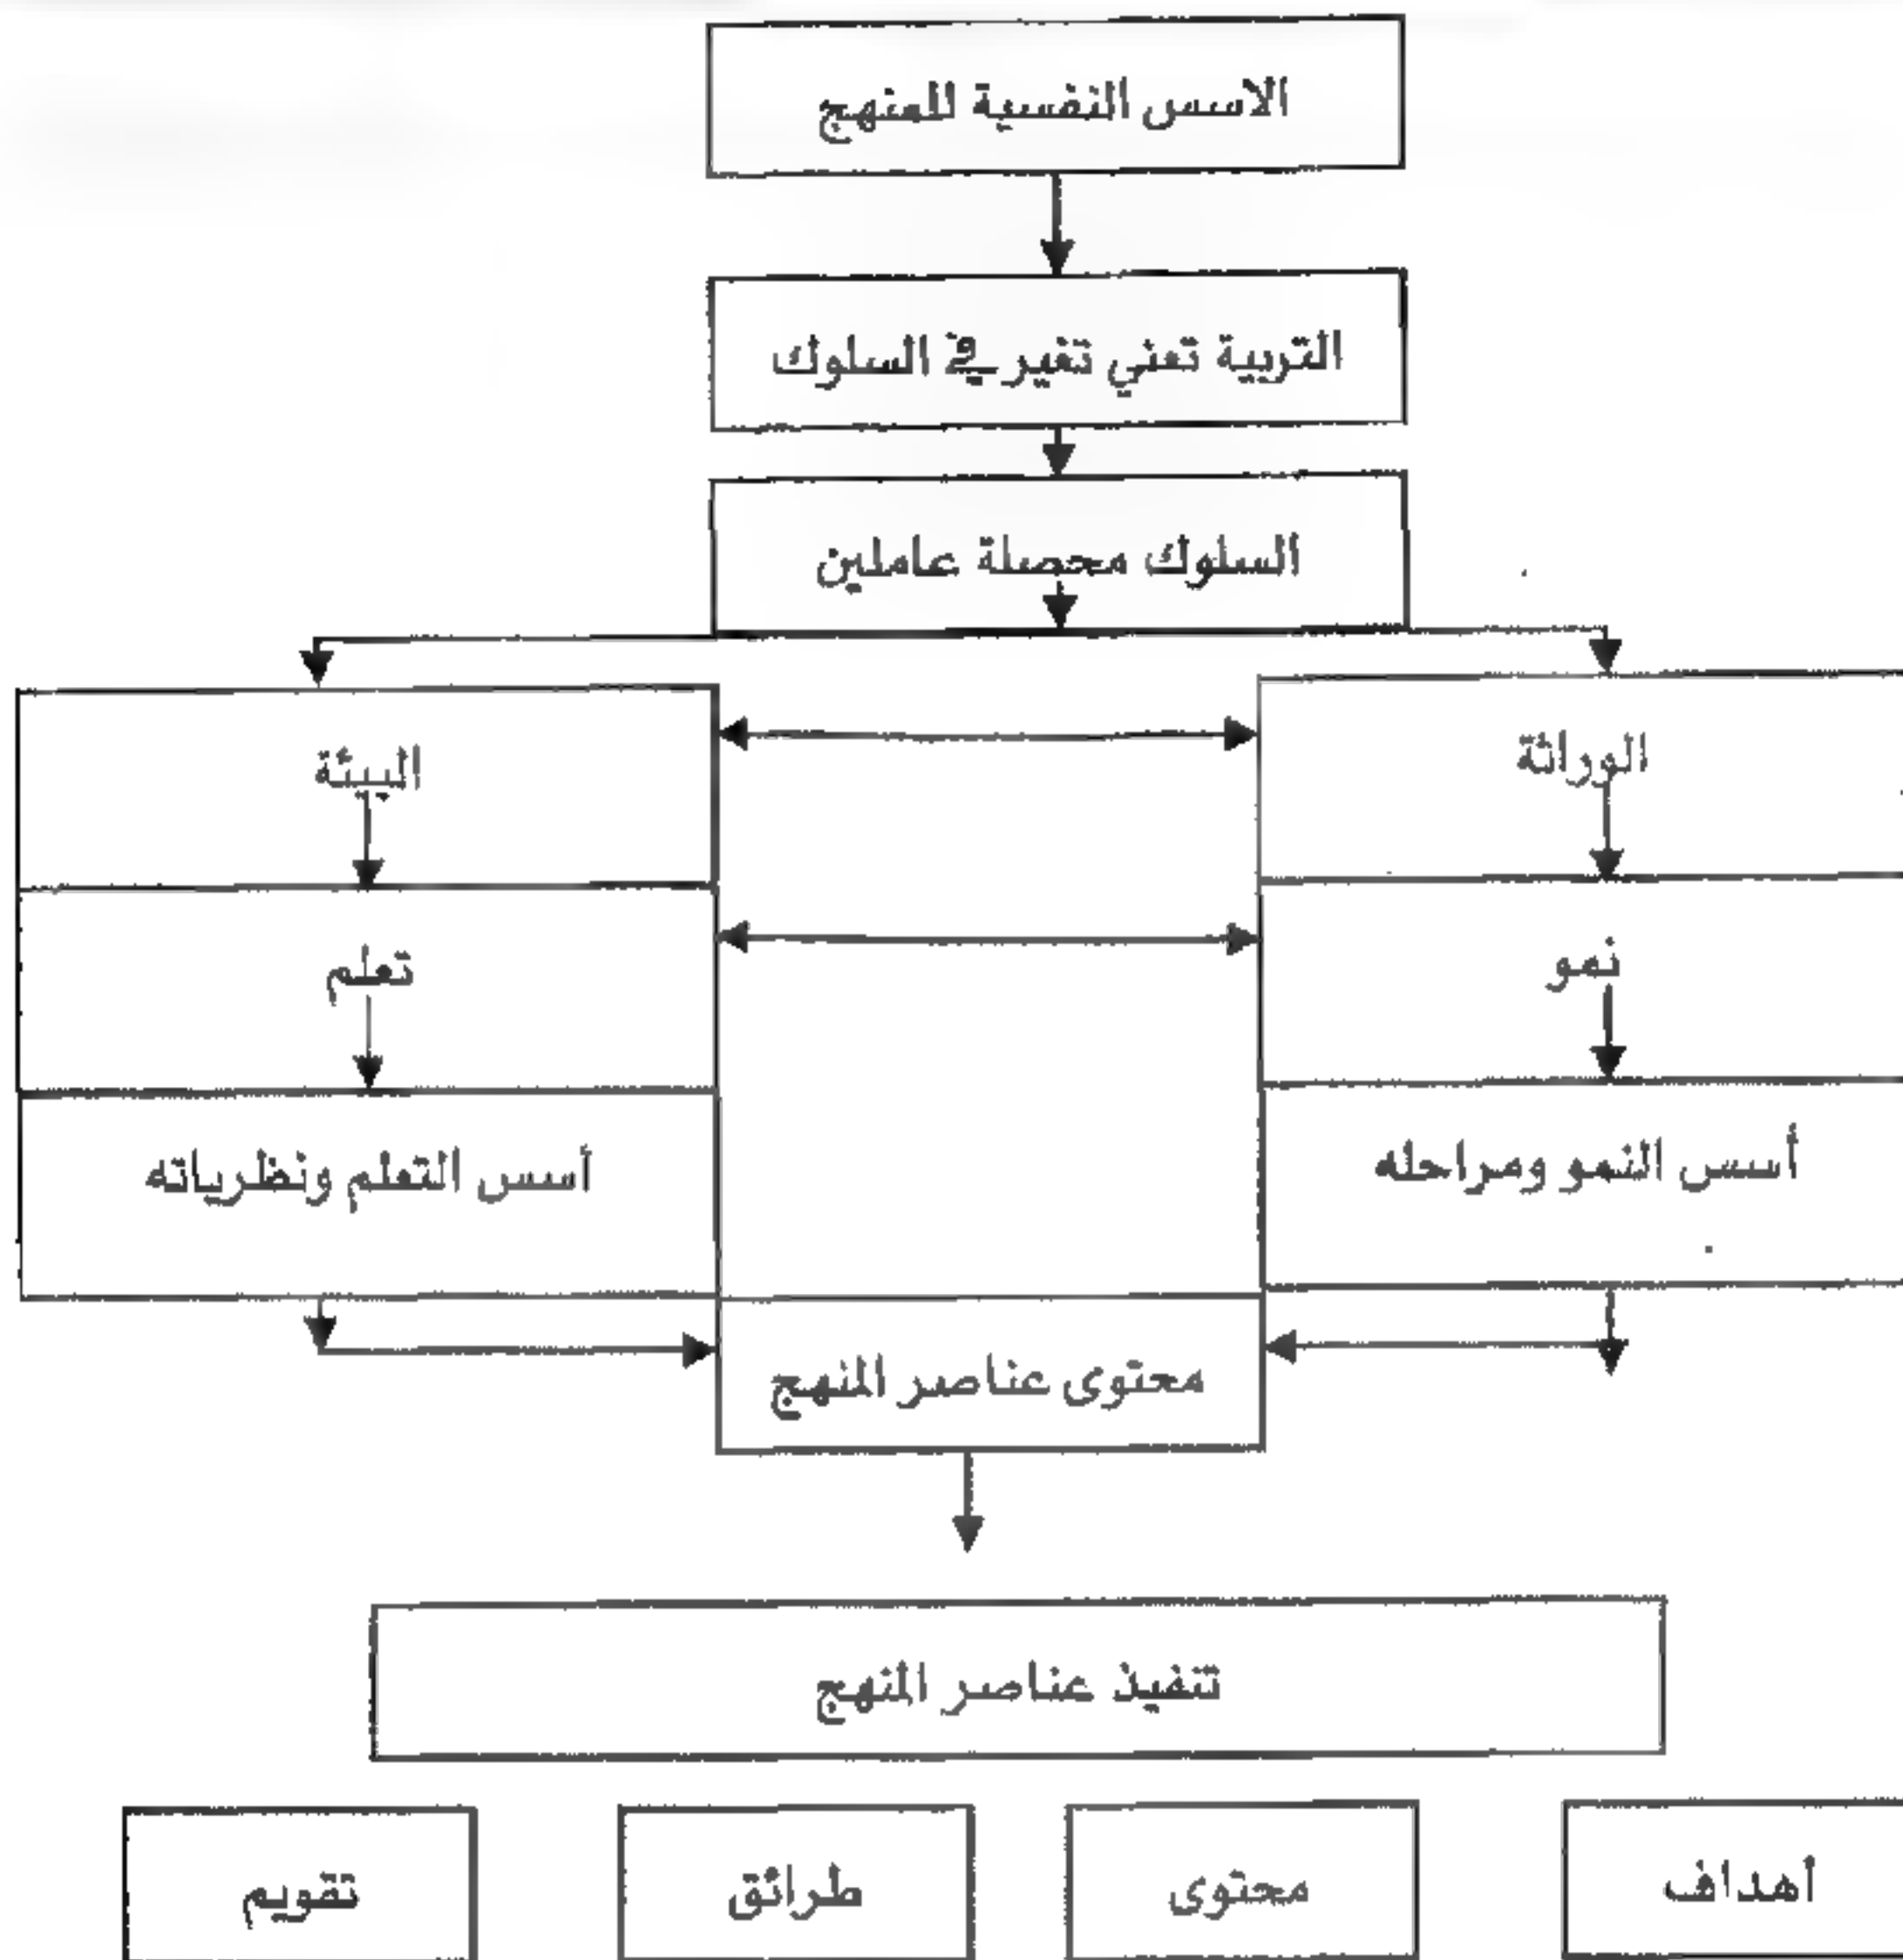 الاسس النفسية للمنهج
التربية تعني تغير في السلوك
السلوك محصلة عاملين
الوراثة
البيئة
نمو
تعلم
أسس النمو ومراحله
أسس التعلم ونظرياته
محتوى عناصر المنهج
تنفيذ عناصر المنهج
أهداف
محتوى
طرائق
تقويم